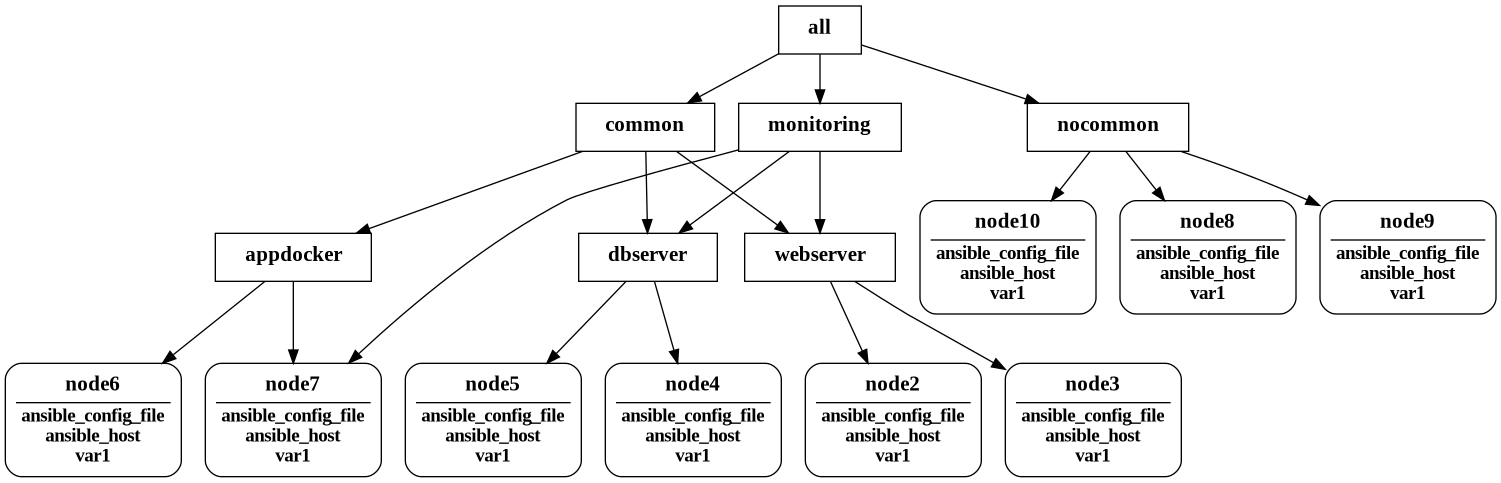 all
common
monitoring
nocommon
node10
ansible_config_file
ansible_host
var1
node8
ansible_config_file
ansible_host
var1
node9
ansible_config_file
ansible_host
var1
appdocker
dbserver
webserver
node6
ansible_config_file
ansible_host
var1
node7
ansible_config_file
ansible_host
var1
node5
ansible_config_file
ansible_host
var1
node4
ansible_config_file
ansible_host
var1
node2
ansible_config_file
ansible_host
var1
node3
ansible_config_file
ansible_host
var1